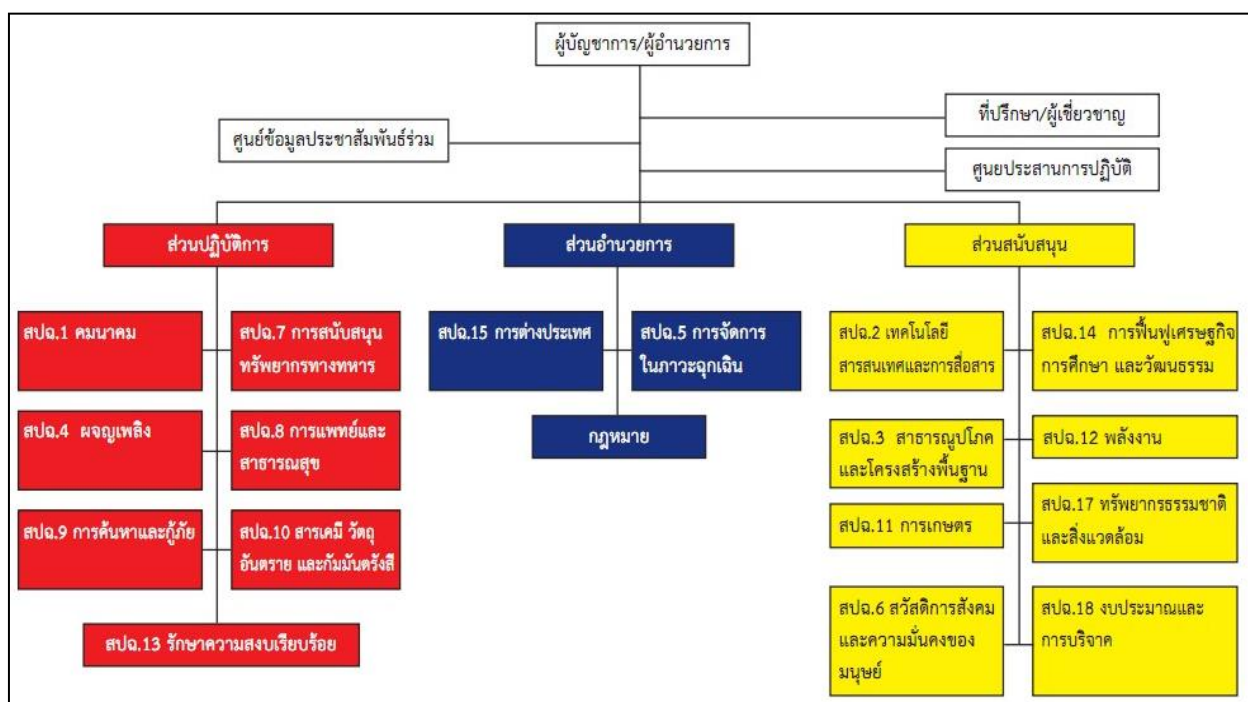 ผู้บัญชาการ/ผู้อำนวยการ
ที่ปรึกษา/ผู้เชี่ยวชาญ
ศูนย์ข้อมูลประชาสัมพันธ์ร่วม
ศูนยประสานการปฏิบัติ
ส่วนปฏิบัติการ
ส่วนอำนวยการ
ส่วนสนับสนุน
สปฉ.1 คมนาคม
สปฉ.7 การสนับสนุน
ทรัพยากรทางทหาร
สปฉ.4 ผจญเพลิง
สปฉ.8 การแพทย์และ
สาธารณสุข
สปฉ.9 การค้นหาและกู้ภัย
สปฉ.10 สารเคมี วัตถุ
อันตราย และกัมมันตรังสี
สปฉ.13 รักษาความสงบเรียบร้อย
สปฉ.15 การต่างประเทศ
สปฉ.5 การจัดการ
ในภาวะฉุกเฉิน
กฎหมาย
สปฉ.2 เทคโนโลยี
สารสนเทศและการสื่อสาร
สปฉ.14 การฟื้นฟูเศรษฐกิจ
การศึกษา และวัฒนธรรม
สปฉ.3 สาธารณูปโภค
และโครงสร้างพื้นฐาน
สปฉ.12 พลังงาน
สปฉ.11 การเกษตร
สปฉ.17 ทรัพยากรธรรมชาติ
และสิ่งแวดล้อม
สปฉ.6 สวัสดิการสังคม
และความมั่นคงของ
มนุษย์
สปฉ.18 งบประมาณและ
การบริจาค